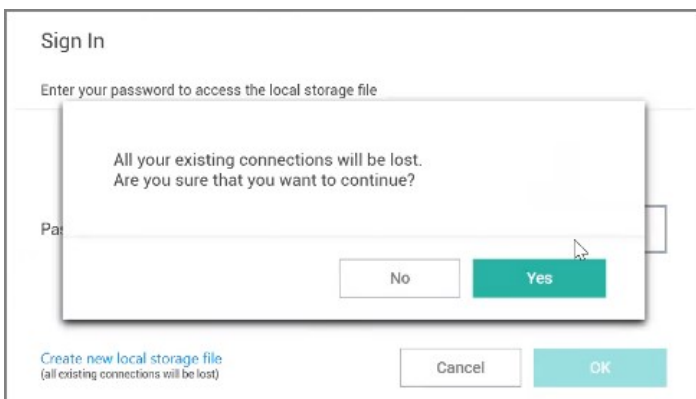 Sign In
Enter your password to access the local storage file
All your existing connections will be lost.
Are you sure that you want to continue?
Pa
No
Yes
Create new local storage file
(all existing connections will be lost)
Cancel
OK